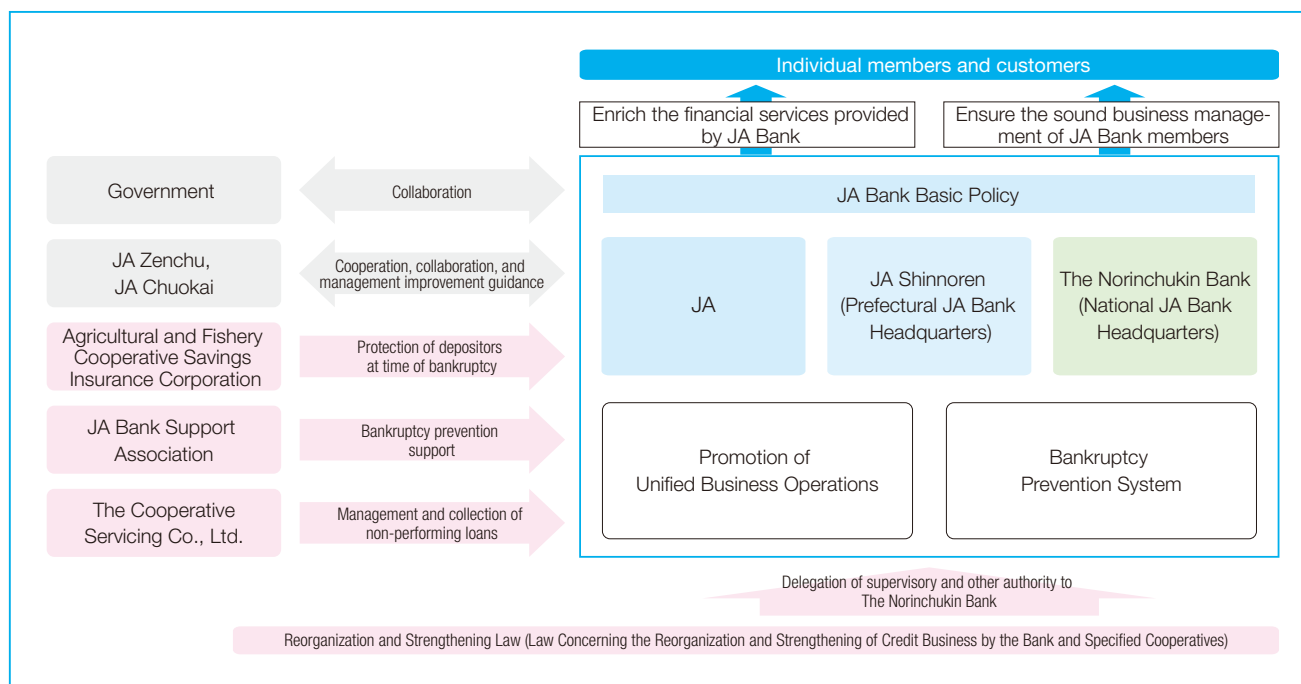 Individual members and customers
Enrich the financial services provided
by JA Bank
Ensure the sound business manage-
ment of JA Bank members
Government
Collaboration
JA Bank Basic Policy
JA Zenchu,
JA Chuokai
Cooperation, collaboration, and
management improvement guidance
JA
JA Shinnoren
(Prefectural JA Bank
Headquarters)
The Norinchukin Bank
(National JA Bank
Headquarters)
Agricultural and Fishery
Cooperative Savings
Insurance Corporation
Protection of depositors
at time of bankruptcy
JA Bank Support
Association
Bankruptcy prevention
support
Promotion of
Unified Business Operations
Bankruptcy
Prevention System
The Cooperative
Servicing Co., Ltd.
Management and collection of
non-performing loans
Delegation of supervisory and other authority to
The Norinchukin Bank
Reorganization and Strengthening Law (Law Concerning the Reorganization and Strengthening of Credit Business by the Bank and Specified Cooperatives)